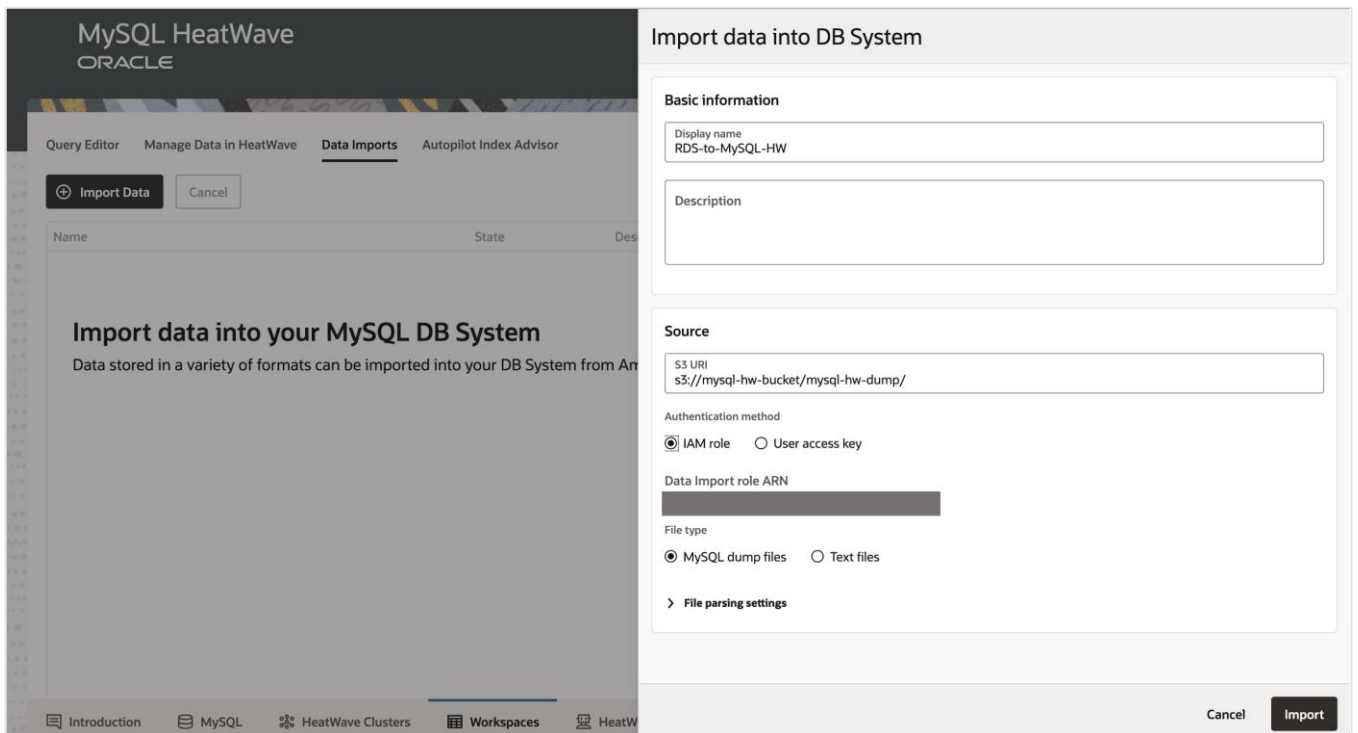 MySQL HeatWave
ORACLE
Query Editor Manage Data in HeatWave Data Imports Autopilot Index Advisor
Import Data Cancel
Name State Des
Import data into your MySQL DB System
Data stored in a variety of formats can be imported into your DB System from Am
Introduction MySQL HeatWave Clusters Workspaces HeatW
Import data into DB System
Basic information
Display name
RDS-to-MySQL-HW
Description
Source
S3 URI
s3://mysql-hw-bucket/mysql-hw-dump/
Authentication method
IAM role User access key
Data Import role ARN
File type
MySQL dump files Text files
File parsing settings
Cancel Import